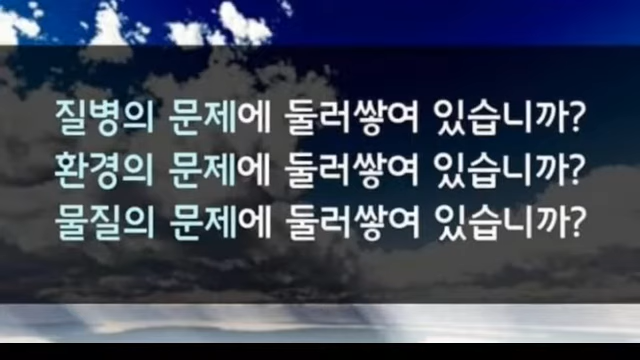 질병의 문제에 둘러쌓여 있습니까?
환경의 문제에 둘러쌓여 있습니까?
물질의 문제에 둘러쌓여 있습니까?